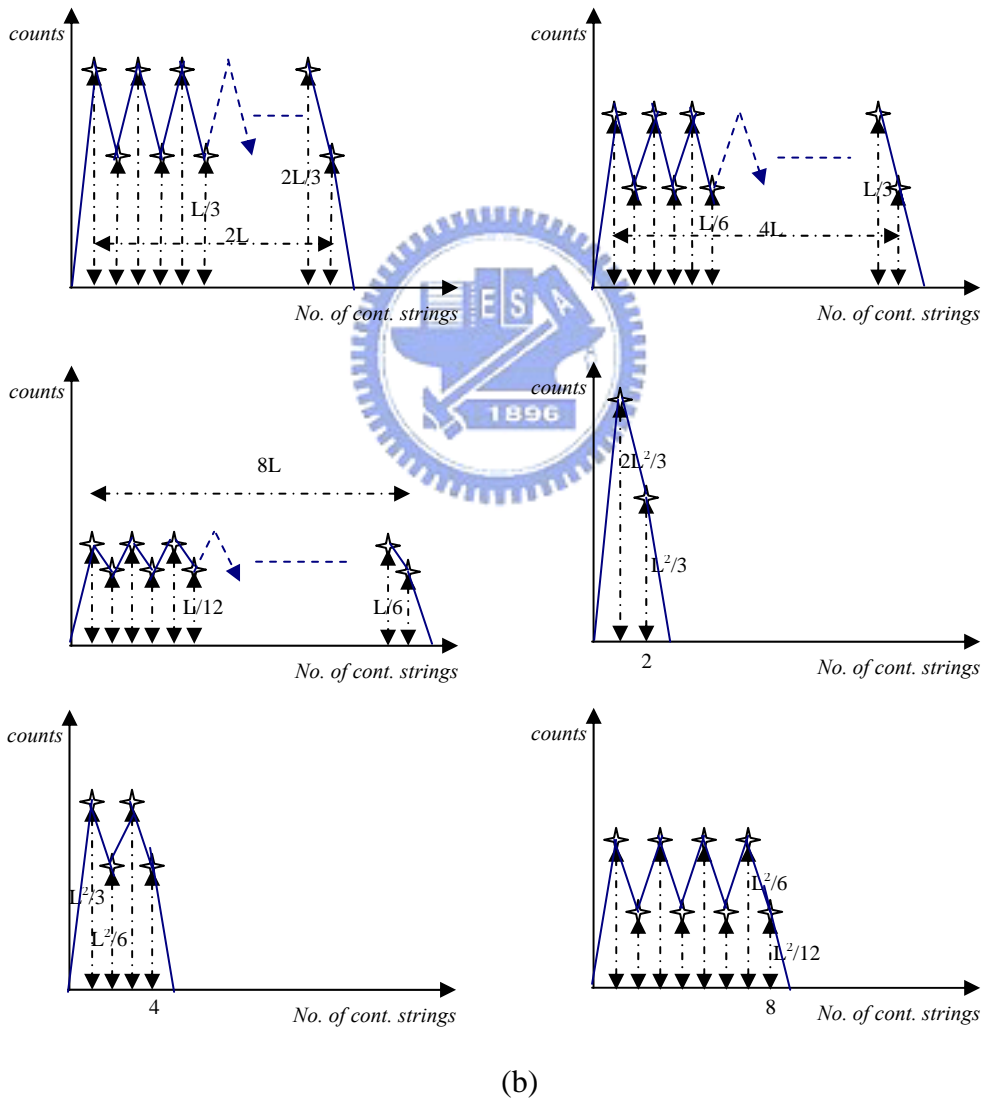 counts
2L/3
L/3
2L
No. of cont. strings
counts
L/3
L/6
4L
No. of cont. strings
E S A
1896
counts
8L
L/12
L/6
No. of cont. strings
counts
2L²/3
L²/3
2
No. of cont. strings
counts
L²/3
L²/6
4
No. of cont. strings
counts
L²/6
L²/12
8
No. of cont. strings
(b)